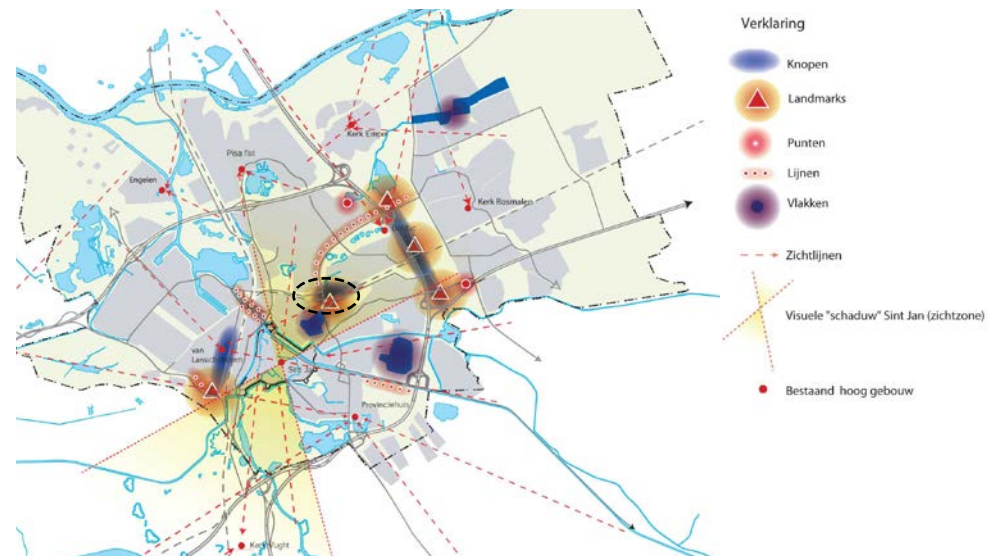 Verklaring
Knopen
Landmarks
Punten
Lijnen
Vlakken
Zichtlijnen
Visuele "schaduw" Sint Jan (zichtzone)
Bestaand hoog gebouw
Kerk Empel
Pisa flat
Engelen
Kerk Rosmalen
van
Sint Jan
Provinciehuis
Kerk Vught